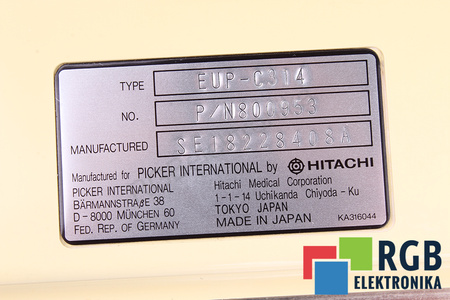 TYPE EUP-C314
NO. P/N800953
MANUFACTURED SE18228408A
Manufactured for PICKER INTERNATIONAL by HITACHI
PICKER INTERNATIONAL
BÄRMANNSTRAßE 38
D-8000 MÜNCHEN 60
FED. REP. OF GERMANY
Hitachi Medical Corporation
1-1-14 Uchikanda Chiyoda-Ku
TOKYO JAPAN
MADE IN JAPAN
KA316044
RGB
ELEKTRONIKA